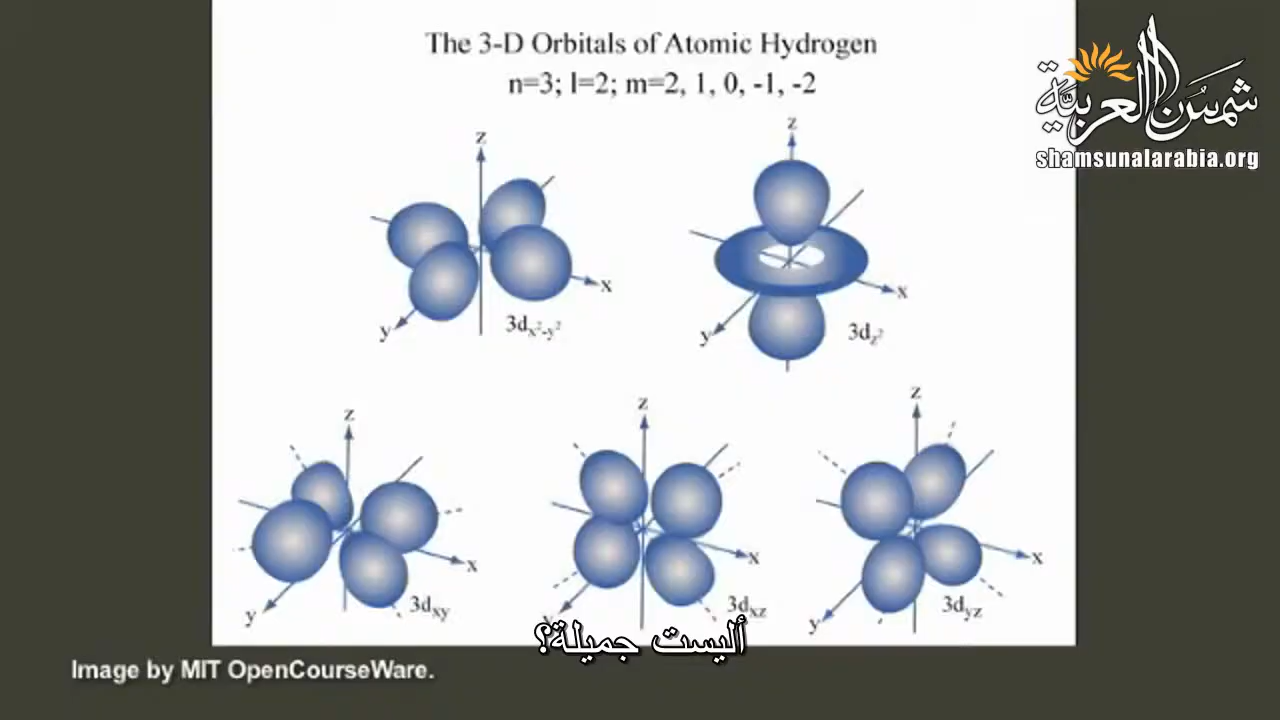 The 3-D Orbitals of Atomic Hydrogen
n=3; l=2; m=2, 1, 0, -1, -2
شمسُ العربيَّة
shamsunalarabia.org
z
x
y
3dx²-y²
z
x
y
3dz²
z
x
y
3dxy
z
x
y
3dxz
z
x
y
3dyz
أليست جميلة؟
Image by MIT OpenCourseWare.